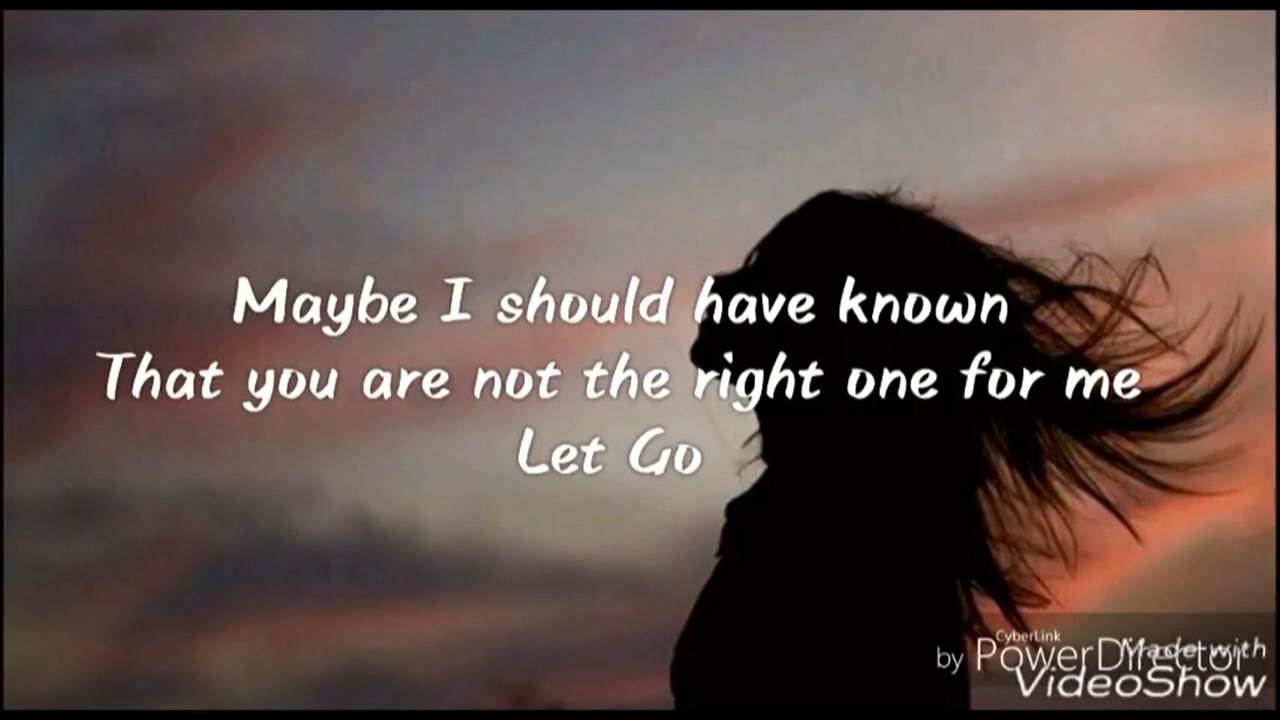 Maybe I should have known
That you are not the right one for me
Let Go
CyberLink
by PowerDirector
Made with
VideoShow